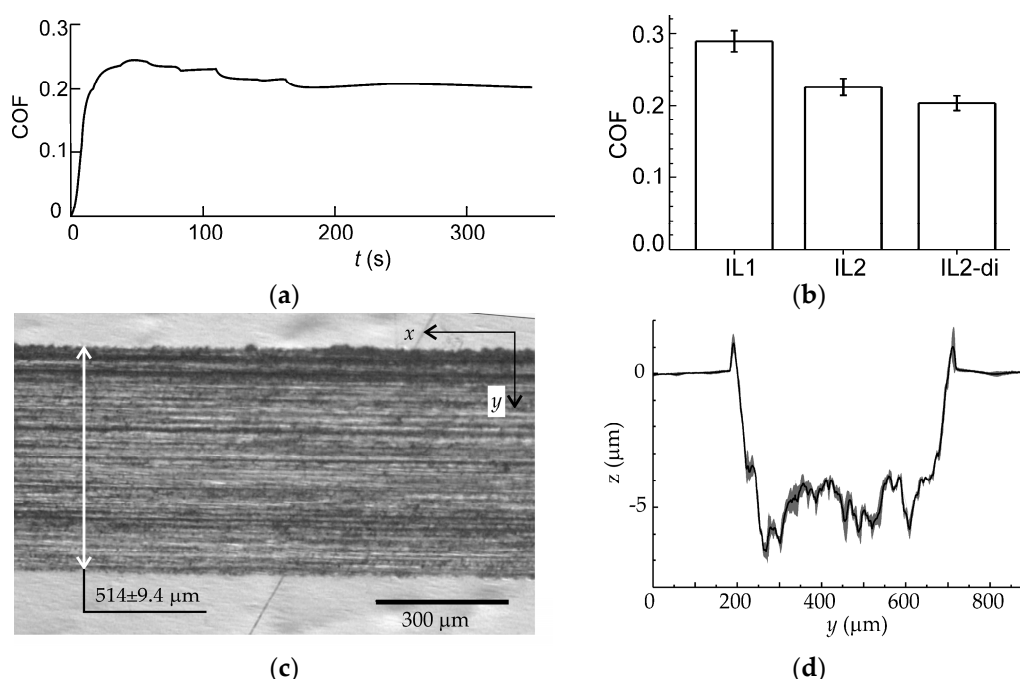 0.3
0.2
0.1
0
COF
0 100 200 300
t (s)
(a)
0.3
0.2
0.1
0.0
COF
IL1 IL2 IL2-di
(b)
x
y
514±9.4 μm
300 μm
(c)
0
-5
z (μm)
0 200 400 600 800
y (μm)
(d)